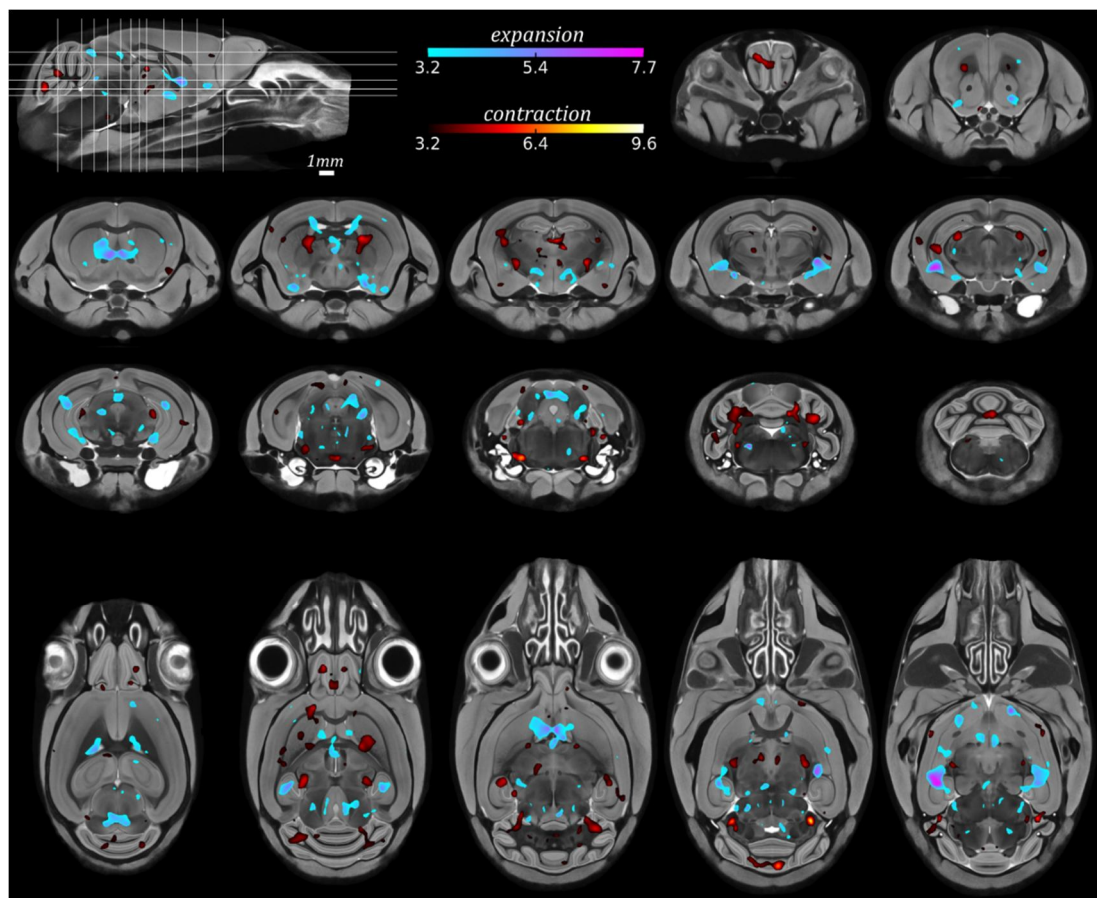 expansion
3.2 5.4 7.7
contraction
3.2 6.4 9.6
1mm